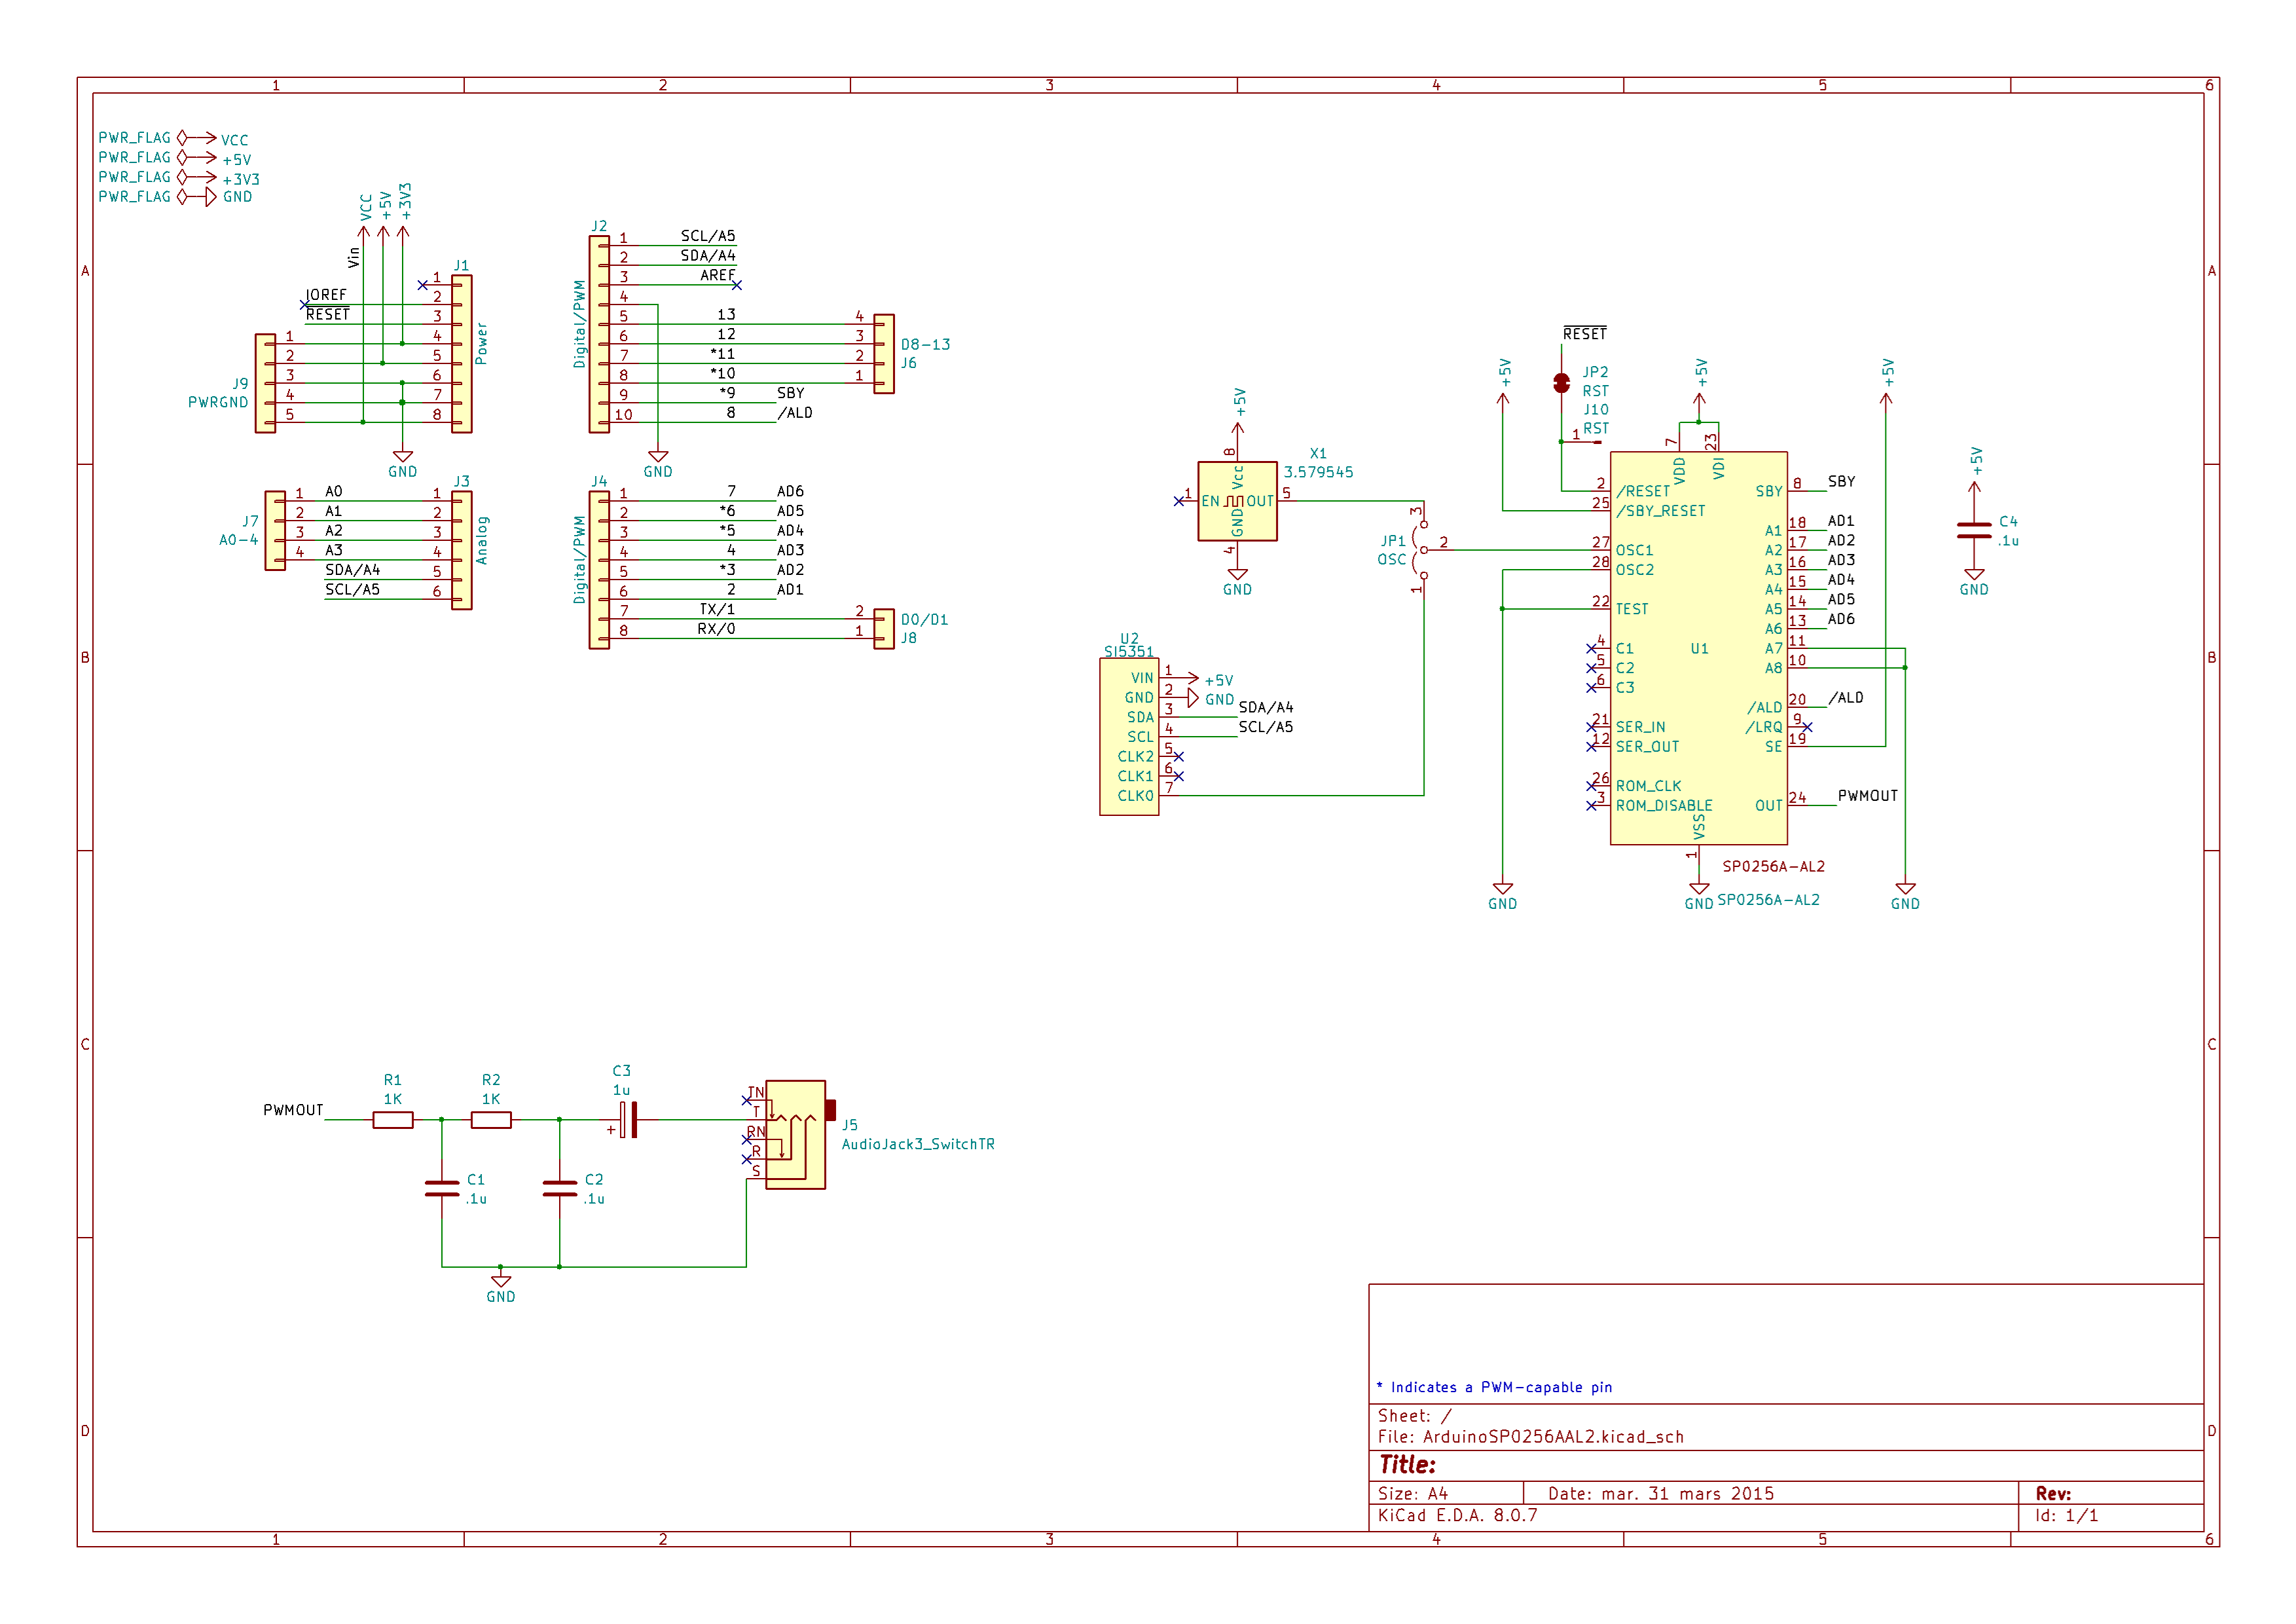 1 2 3 4 5 6
PWR_FLAG VCC
PWR_FLAG +5V
PWR_FLAG +3V3
PWR_FLAG GND
VCC
+5V
+3V3
Vin
J1
Power
1
IOREF 2
RESET 3
4
5
6
7
8
J9
PWRGND
1
2
3
4
5
GND
J2
Digital/PWM
1 SCL/A5
2 SDA/A4
3 AREF
4
5 13 4
6 12 3
7 *11 2
8 *10 1
9 *9 SBY
10 8 /ALD
D8-13
J6
GND
J7
A0-4
J3
Analog
1 A0 1
2 A1 2
3 A2 3
4 A3 4
SDA/A4 5
SCL/A5 6
J4
Digital/PWM
1 7 AD6
2 *6 AD5
3 *5 AD4
4 4 AD3
5 *3 AD2
6 2 AD1
7 TX/1 2
8 RX/0 1
D0/D1
J8
+5V
X1
3.579545
8
Vcc
1 EN OUT 5
GND
4
GND
JP1
OSC
3
2
1
U2
SI5351
VIN 1 +5V
GND 2 GND
SDA 3 SDA/A4
SCL 4 SCL/A5
CLK2 5
CLK1 6
CLK0 7
RESET
JP2
RST
J10
RST
1
+5V
+5V
+5V
7 23
VDD VDI
2 /RESET
25 /SBY_RESET
27 OSC1
28 OSC2
22 TEST
4 C1
5 C2
6 C3
21 SER_IN
12 SER_OUT
26 ROM_CLK
3 ROM_DISABLE
U1
SBY 8 SBY
A1 18 AD1
A2 17 AD2
A3 16 AD3
A4 15 AD4
A5 14 AD5
A6 13 AD6
A7 11
A8 10
/ALD 20 /ALD
/LRQ 9
SE 19
OUT 24 PWMOUT
VSS
1
SP0256A-AL2
GND
GND SP0256A-AL2
GND
+5V
C4
.1u
GND
PWMOUT
R1
1K
R2
1K
C3
1u
+
C1
.1u
C2
.1u
GND
TN
T
RN
R
S
J5
AudioJack3_SwitchTR
A
B
C
D
A
B
C
D
* Indicates a PWM-capable pin
Sheet: /
File: ArduinoSP0256AAL2.kicad_sch
Title:
Size: A4 Date: mar. 31 mars 2015 Rev:
KiCad E.D.A. 8.0.7 Id: 1/1
1 2 3 4 5 6